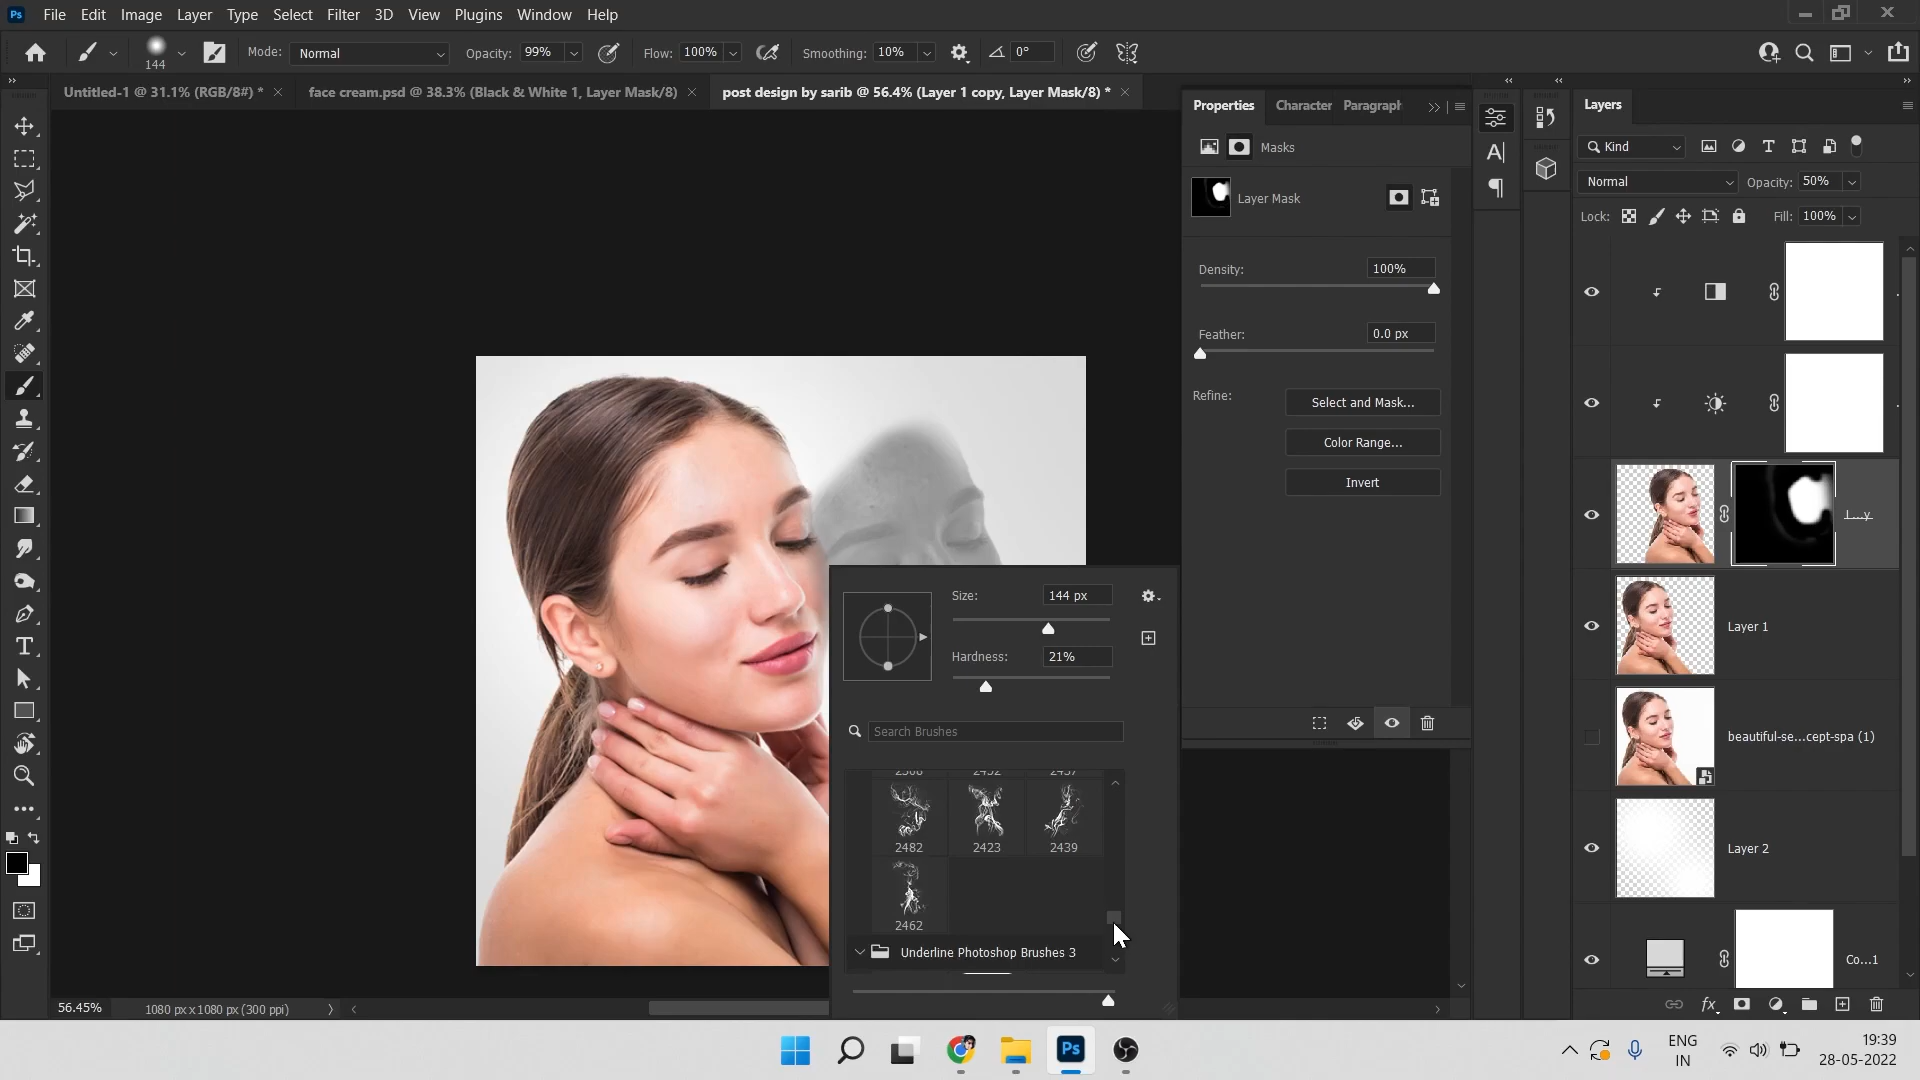 Ps File Edit Image Layer Type Select Filter 3D View Plugins Window Help
144 Mode: Normal Opacity: 99% Flow: 100% Smoothing: 10% 0°
Untitled-1 @ 31.1% (RGB/8#) * face cream.psd @ 38.3% (Black & White 1, Layer Mask/8) post design by sarib @ 56.4% (Layer 1 copy, Layer Mask/8) *
Properties Character Paragraph
Masks
Layer Mask
Density: 100%
Feather: 0.0 px
Refine: Select and Mask...
Color Range...
Invert
Layers
Kind
Normal Opacity: 50%
Lock: Fill: 100%
L...y
Layer 1
beautiful-se...cept-spa (1)
Layer 2
Co...1
Size: 144 px
Hardness: 21%
Search Brushes
2482 2423 2439
2462
Underline Photoshop Brushes 3
56.45% 1080 px x 1080 px (300 ppi)
Ps
ENG
IN
19:39
28-05-2022